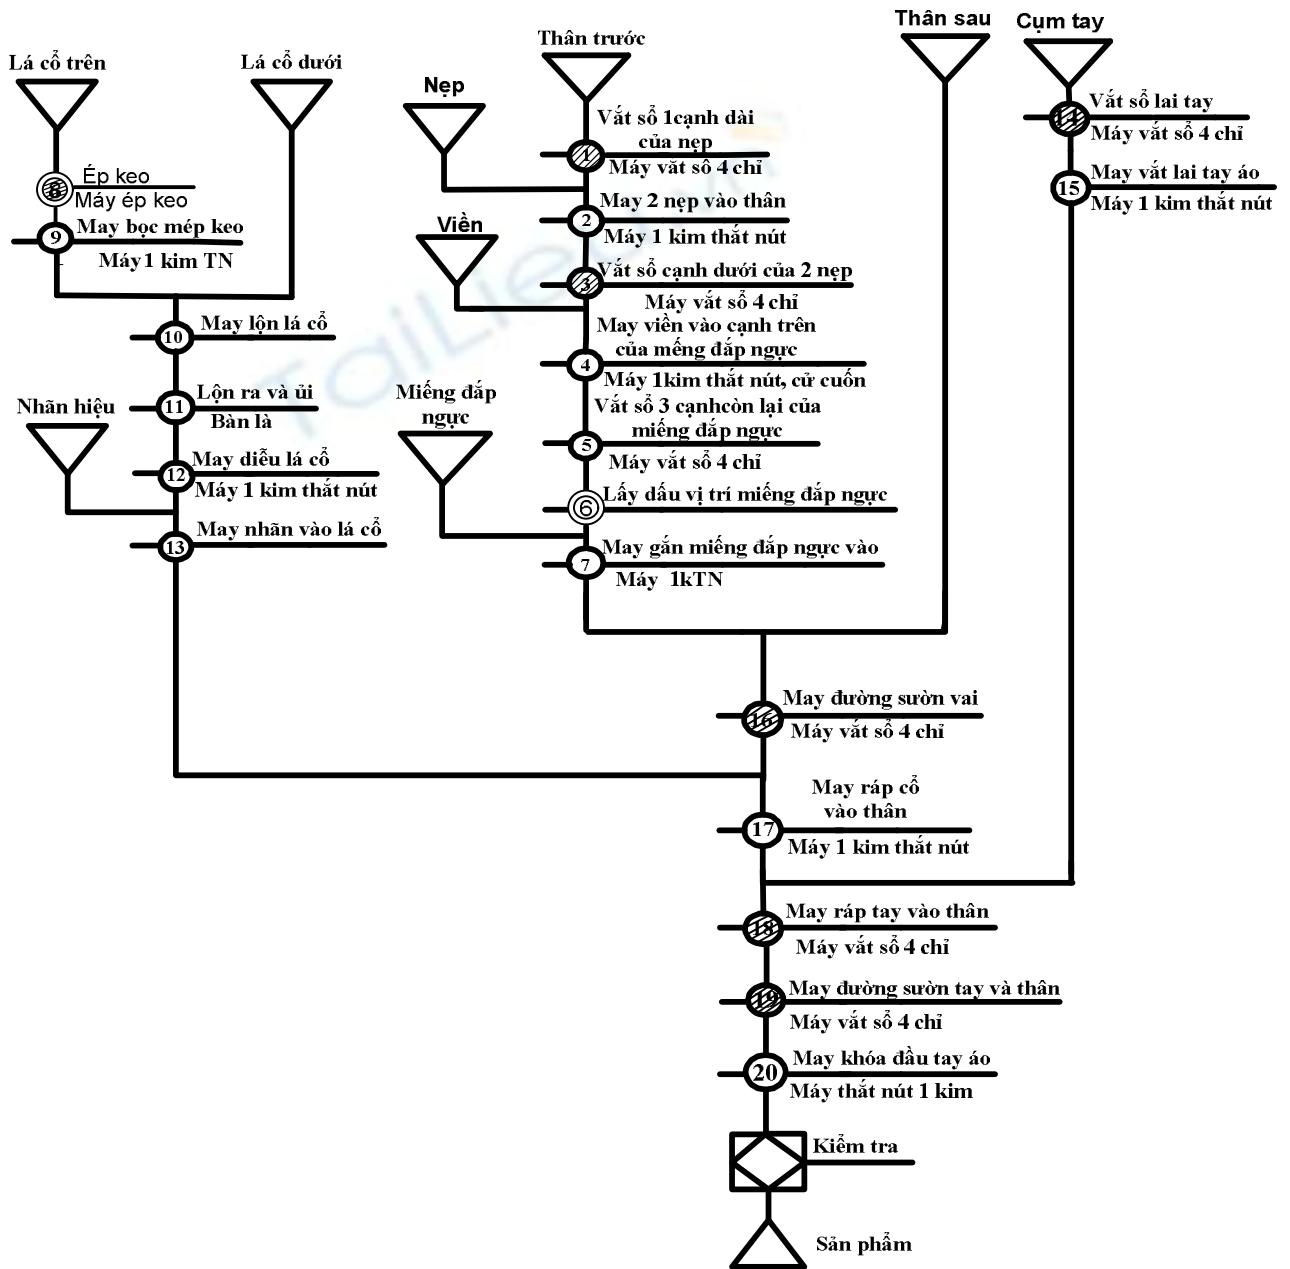 Thân sau
Cụm tay
Thân trước
Lá cổ trên
Lá cổ dưới
Nẹp
Vắt sổ 1cạnh dài
của nẹp
1
Máy văt sô 4 chỉ
Vắt sổ lai tay
14
Máy vắt sổ 4 chỉ
Ép keo
8
Máy ép keo
May vắt lai tay áo
15
Máy 1 kim thắt nút
May 2 nẹp vào thân
2
Máy 1 kim thắt nút
May bọc mép keo
9
Máy 1 kim TN
Viền
Vắt sổ cạnh dưới của 2 nẹp
3
Máy vắt sổ 4 chỉ
May lộn lá cổ
10
May viền vào cạnh trên
của mếng đắp ngực
4
Máy 1kim thắt nút, cử cuốn
Lộn ra và ủi
11
Bàn là
Nhãn hiệu
Miếng đắp
ngực
Vắt sổ 3 cạnhcòn lại của
miếng đắp ngực
5
Máy vắt sổ 4 chỉ
May diễu lá cổ
12
Máy 1 kim thắt nút
Lấy dấu vị trí miếng đắp ngực
6
May nhãn vào lá cổ
13
May gắn miếng đắp ngực vào
7
Máy 1kTN
May đường sườn vai
16
Máy vắt sổ 4 chỉ
May ráp cổ
vào thân
17
Máy 1 kim thắt nút
May ráp tay vào thân
18
Máy vắt sổ 4 chỉ
May đường sườn tay và thân
19
Máy vắt sổ 4 chỉ
May khóa đầu tay áo
20
Máy thắt nút 1 kim
Kiểm tra
Sản phẩm
TaiLieu.vn